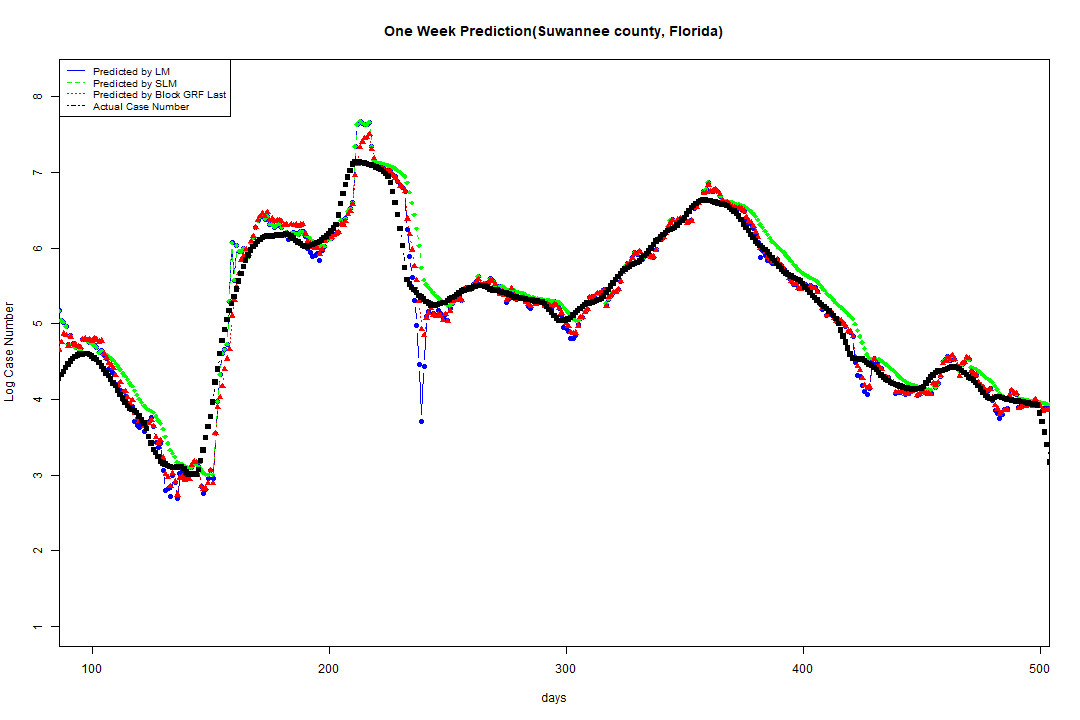 One Week Prediction(Suwannee county, Florida)
Predicted by LM
Predicted by SLM
Predicted by Block GRF Last
Actual Case Number
Log Case Number
8
7
6
5
4
3
2
1
100 200 300 400 500
days